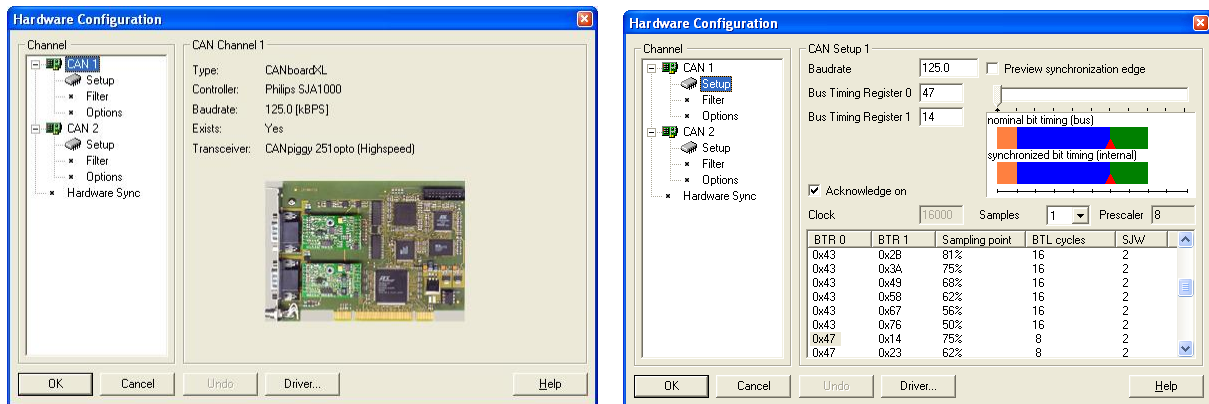 Hardware Configuration
Channel
CAN 1
Setup
Filter
Options
CAN 2
Setup
Filter
Options
Hardware Sync
CAN Channel 1
Type: CANboardXL
Controller: Philips SJA1000
Baudrate: 125.0 [kBPS]
Exists: Yes
Transceiver: CANpiggy 251opto (Highspeed)
OK Cancel Undo Driver... Help
Hardware Configuration
Channel
CAN 1
Setup
Filter
Options
CAN 2
Setup
Filter
Options
Hardware Sync
CAN Setup 1
Baudrate 125.0 Preview synchronization edge
Bus Timing Register 0 47
Bus Timing Register 1 14
nominal bit timing (bus)
synchronized bit timing (internal)
Acknowledge on
Clock 16000 Samples 1 Prescaler 8
BTR 0 BTR 1 Sampling point BTL cycles SJW
0x43 0x2B 81% 16 2
0x43 0x3A 75% 16 2
0x43 0x49 68% 16 2
0x43 0x58 62% 16 2
0x43 0x67 56% 16 2
0x43 0x76 50% 16 2
0x47 0x14 75% 8 2
0x47 0x23 62% 8 2
OK Cancel Undo Driver... Help